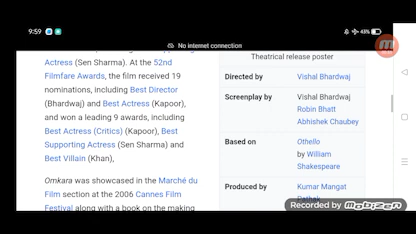 9:59
43%
No internet connection
Actress (Sen Sharma). At the 52nd
Filmfare Awards, the film received 19
nominations, including Best Director
(Bhardwaj) and Best Actress (Kapoor),
and won a leading 9 awards, including
Best Actress (Critics) (Kapoor), Best
Supporting Actress (Sen Sharma) and
Best Villain (Khan),
Omkara was showcased in the Marché du
Film section at the 2006 Cannes Film
Festival along with a book on the making
Theatrical release poster
Directed by Vishal Bhardwaj
Screenplay by Vishal Bhardwaj
Robin Bhatt
Abhishek Chaubey
Based on Othello
by William
Shakespeare
Produced by Kumar Mangat
Recorded by Mobizen